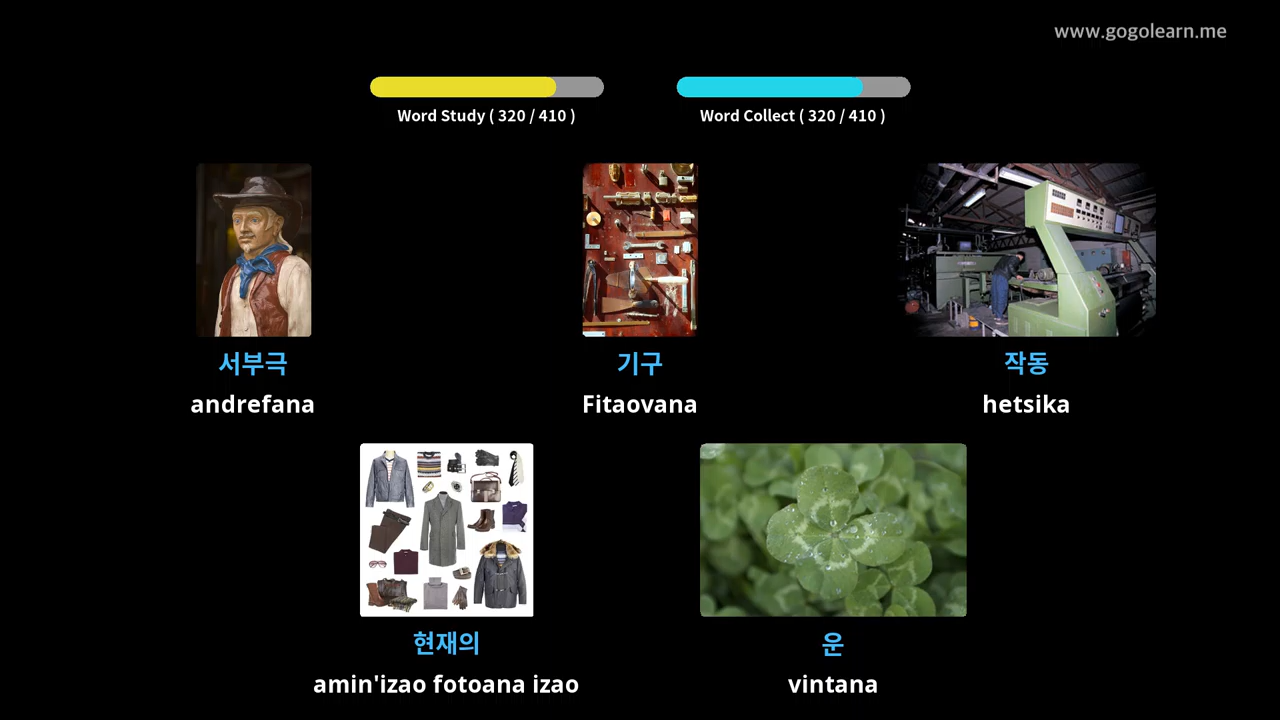 www.gogolearn.me
Word Study ( 320 / 410 )
Word Collect ( 320 / 410 )
서부극
andrefana
기구
Fitaovana
작동
hetsika
현재의
amin'izao fotoana izao
운
vintana